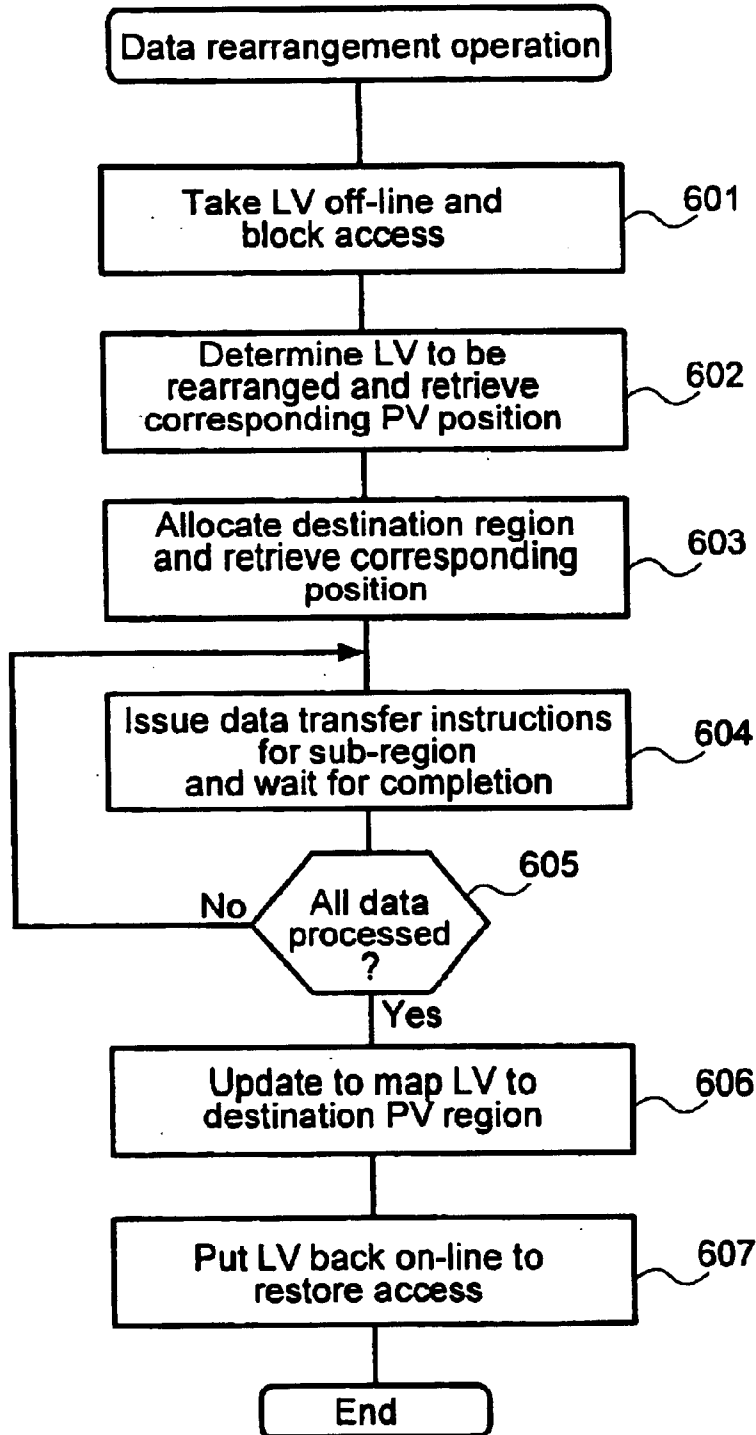 Data rearrangement operation
Take LV off-line and
block access
601
Determine LV to be
rearranged and retrieve
corresponding PV position
602
Allocate destination region
and retrieve corresponding
position
603
Issue data transfer instructions
for sub-region
and wait for completion
604
605
No
All data
processed
?
Yes
Update to map LV to
destination PV region
606
Put LV back on-line to
restore access
607
End